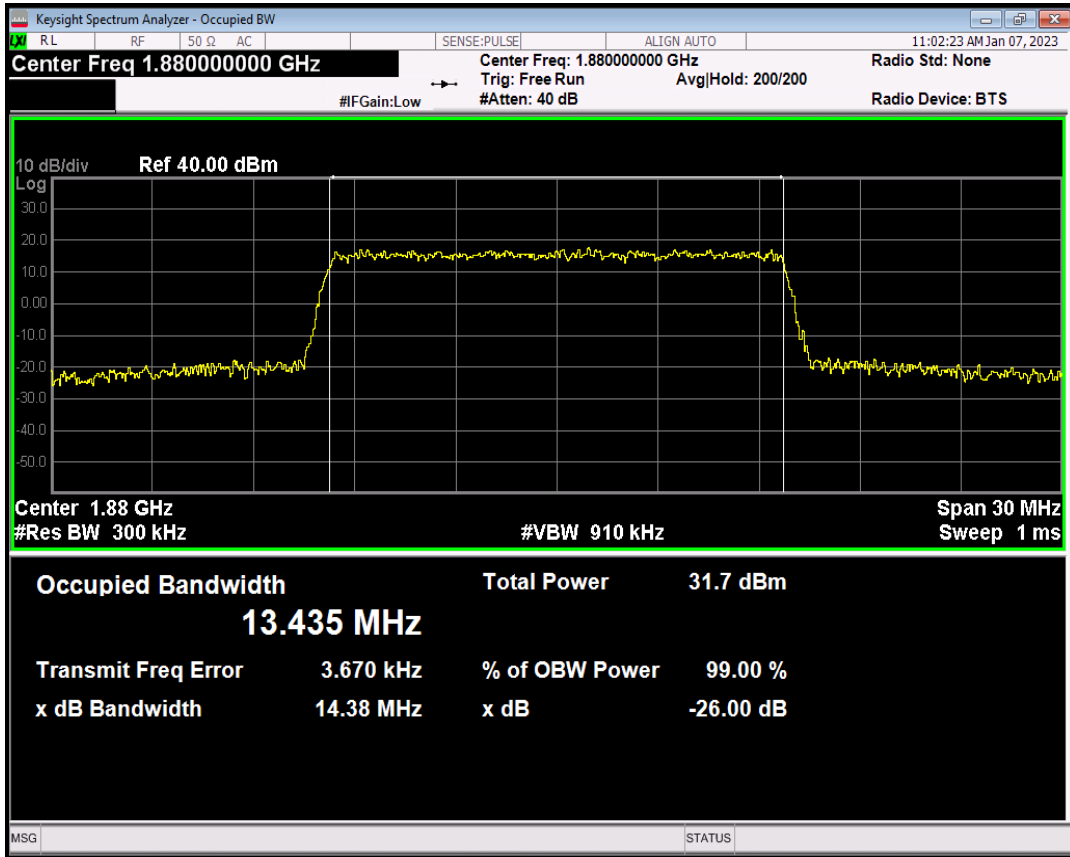 Keysight Spectrum Analyzer - Occupied BW
LXI RL RF 50 Ω AC SENSE:PULSE ALIGN AUTO 11:02:23 AM Jan 07, 2023
Center Freq 1.880000000 GHz Center Freq: 1.880000000 GHz Radio Std: None
Trig: Free Run Avg|Hold: 200/200
#IFGain:Low #Atten: 40 dB Radio Device: BTS
10 dB/div Ref 40.00 dBm
Log
30.0
20.0
10.0
0.00
-10.0
-20.0
-30.0
-40.0
-50.0
Center 1.88 GHz Span 30 MHz
#Res BW 300 kHz #VBW 910 kHz Sweep 1 ms
Occupied Bandwidth Total Power 31.7 dBm
13.435 MHz
Transmit Freq Error 3.670 kHz % of OBW Power 99.00 %
x dB Bandwidth 14.38 MHz x dB -26.00 dB
MSG STATUS